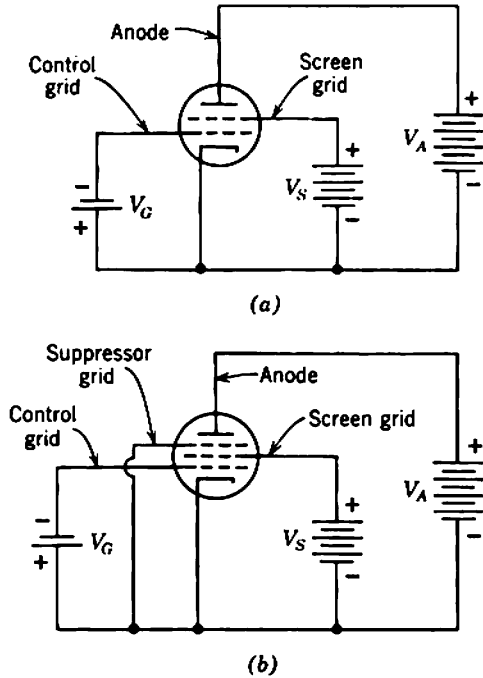 Anode
Control
grid
Screen
grid
+
V_A
-
+
V_S
-
-
V_G
+
(a)
Suppressor
grid
Anode
Control
grid
Screen grid
+
V_A
-
+
V_S
-
-
V_G
+
(b)